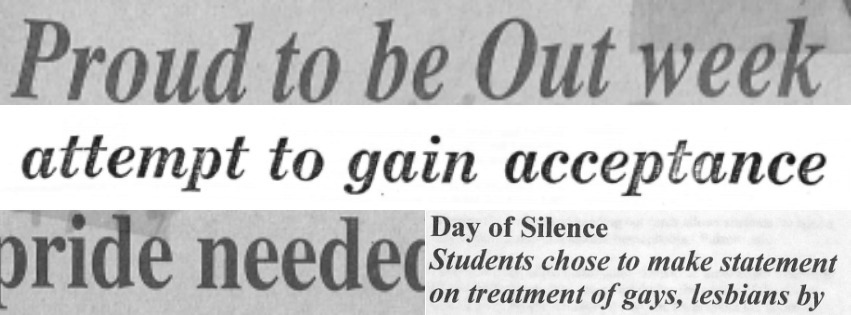 Proud to be Out week
attempt to gain acceptance
pride needed
Day of Silence
Students chose to make statement
on treatment of gays, lesbians by